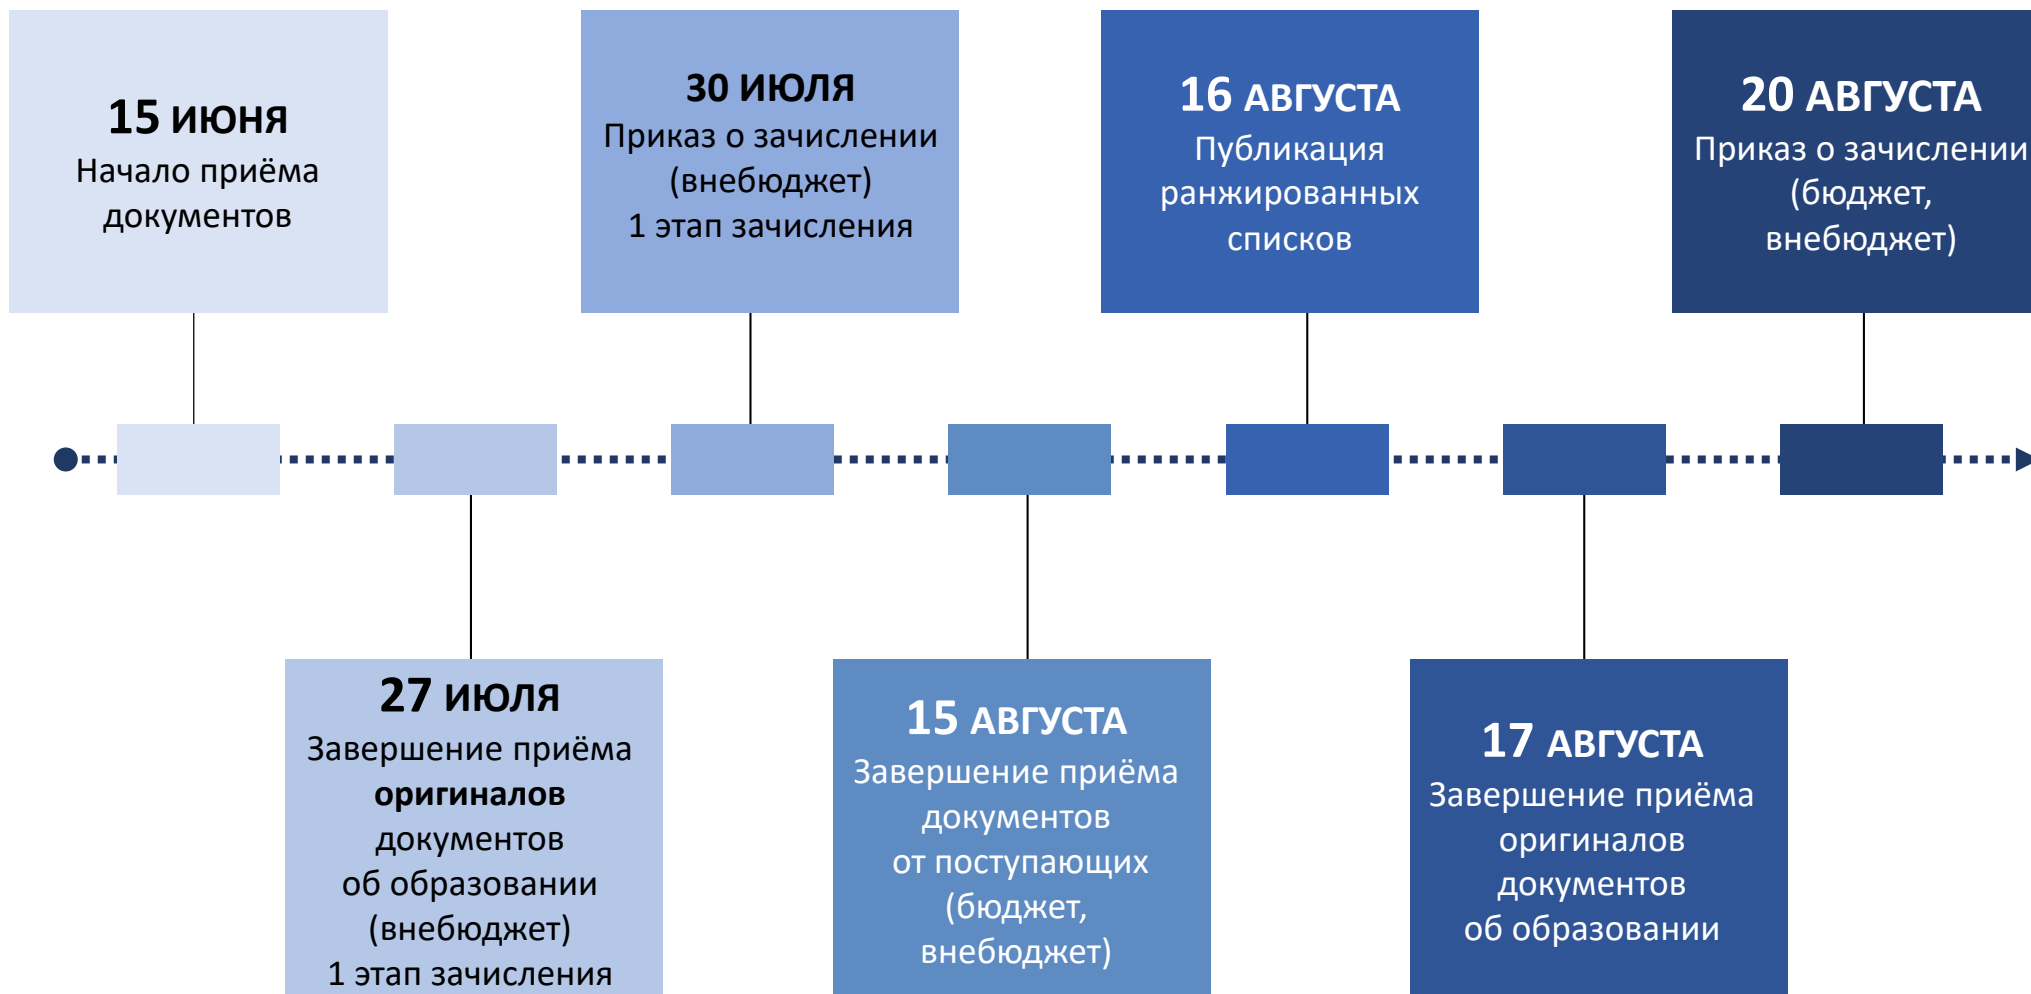 15 ИЮНЯ
Начало приёма
документов
30 ИЮЛЯ
Приказ о зачислении
(внебюджет)
1 этап зачисления
16 АВГУСТА
Публикация
ранжированных
списков
20 АВГУСТА
Приказ о зачислении
(бюджет,
внебюджет)
27 ИЮЛЯ
Завершение приёма
оригиналов
документов
об образовании
(внебюджет)
1 этап зачисления
15 АВГУСТА
Завершение приёма
документов
от поступающих
(бюджет,
внебюджет)
17 АВГУСТА
Завершение приёма
оригиналов
документов
об образовании